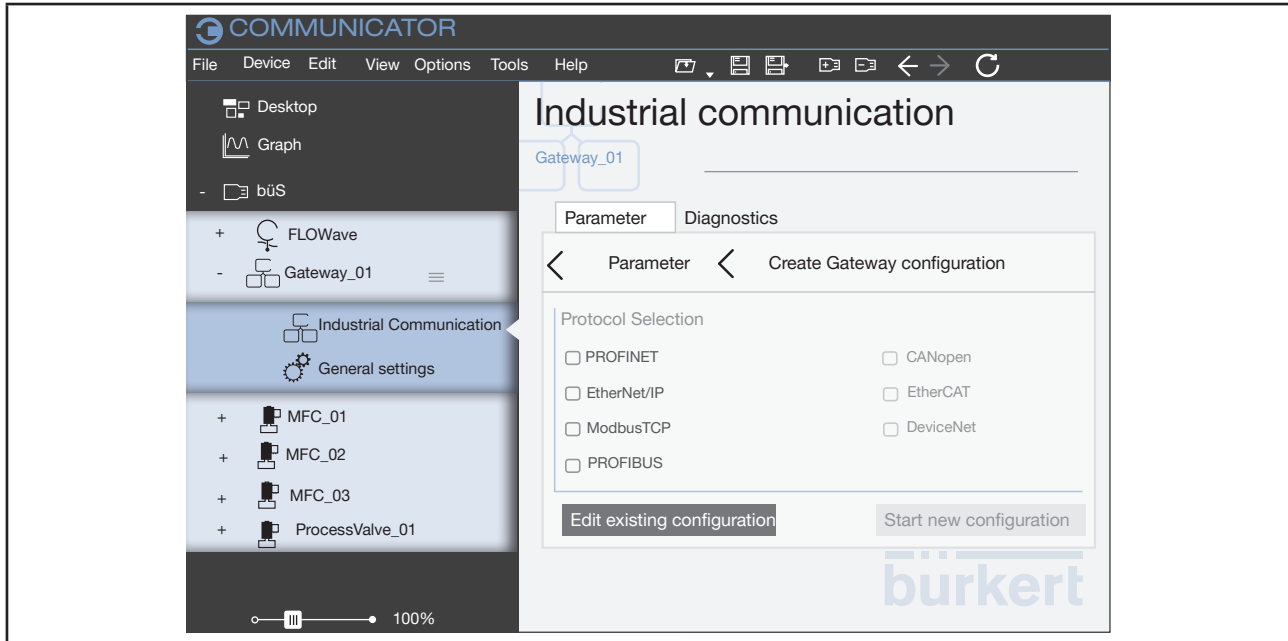 COMMUNICATOR
File Device Edit View Options Tools Help
Desktop
Graph
- büS
+ FLOWave
- Gateway_01
Industrial Communication
General settings
+ MFC_01
+ MFC_02
+ MFC_03
+ ProcessValve_01
100%
Industrial communication
Gateway_01
Parameter Diagnostics
Parameter Create Gateway configuration
Protocol Selection
PROFINET CANopen
EtherNet/IP EtherCAT
ModbusTCP DeviceNet
PROFIBUS
Edit existing configuration Start new configuration
burkert